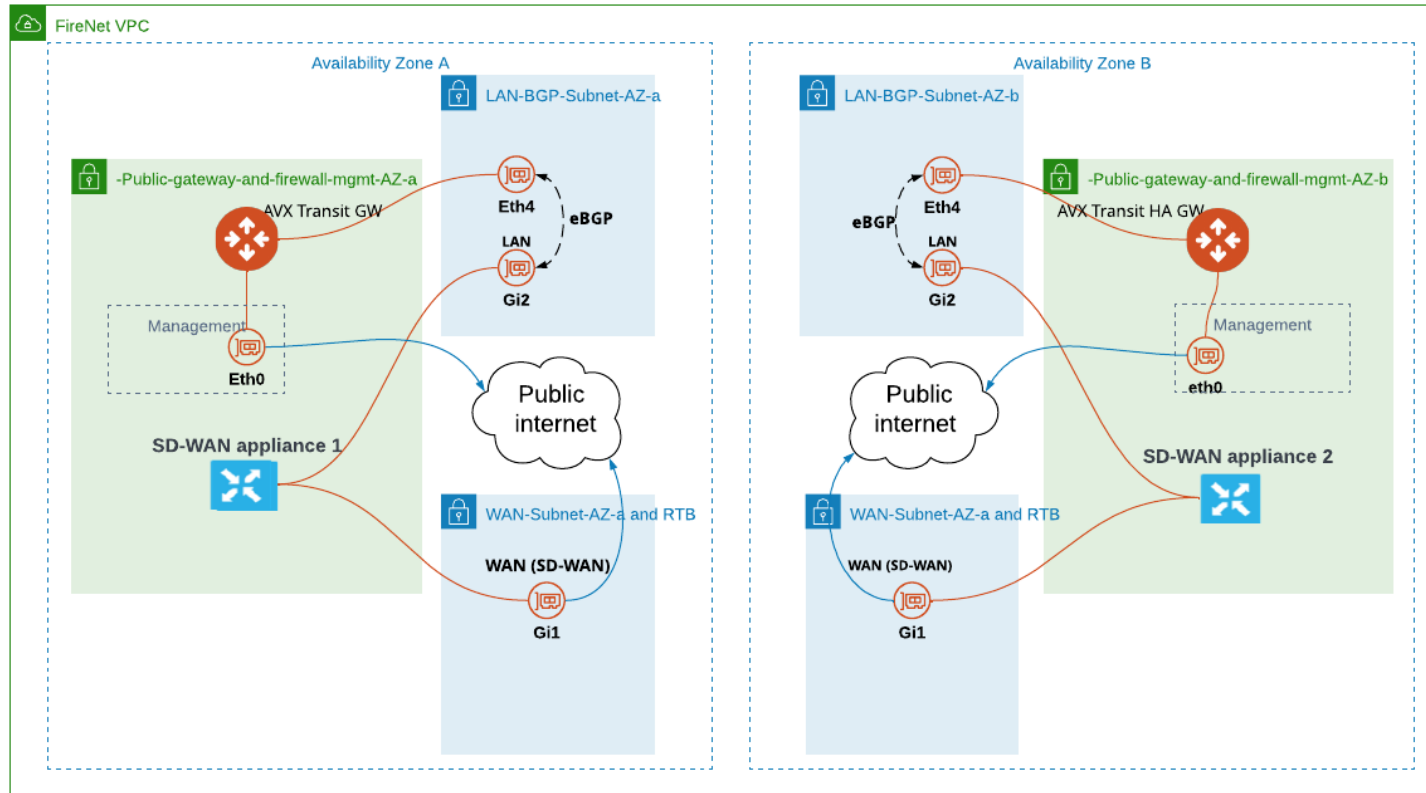 FireNet VPC
Availability Zone A
LAN-BGP-Subnet-AZ-a
-Public-gateway-and-firewall-mgmt-AZ-a
AVX Transit GW
Eth4
eBGP
LAN
Gi2
Management
Eth0
Public
internet
SD-WAN appliance 1
WAN-Subnet-AZ-a and RTB
WAN (SD-WAN)
Gi1
Availability Zone B
LAN-BGP-Subnet-AZ-b
-Public-gateway-and-firewall-mgmt-AZ-b
AVX Transit HA GW
Eth4
eBGP
LAN
Gi2
Management
eth0
Public
internet
SD-WAN appliance 2
WAN-Subnet-AZ-a and RTB
WAN (SD-WAN)
Gi1